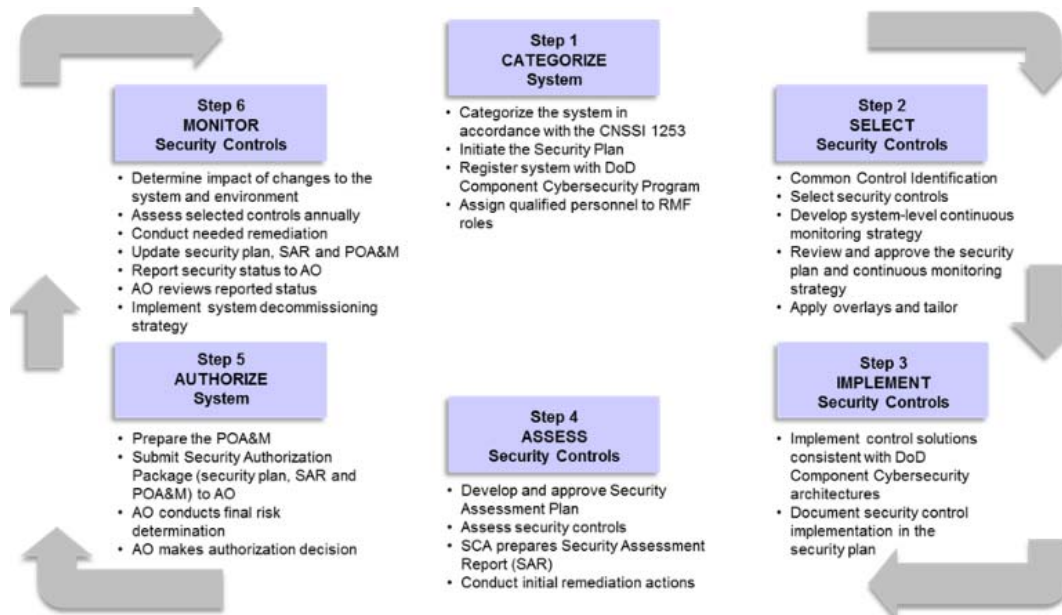 Step 1
CATEGORIZE
System
• Categorize the system in
accordance with the CNSSI 1253
• Initiate the Security Plan
• Register system with DoD
Component Cybersecurity Program
• Assign qualified personnel to RMF
roles
Step 2
SELECT
Security Controls
• Common Control Identification
• Select security controls
• Develop system-level continuous
monitoring strategy
• Review and approve the security
plan and continuous monitoring
strategy
• Apply overlays and tailor
Step 3
IMPLEMENT
Security Controls
• Implement control solutions
consistent with DoD
Component Cybersecurity
architectures
• Document security control
implementation in the
security plan
Step 4
ASSESS
Security Controls
• Develop and approve Security
Assessment Plan
• Assess security controls
• SCA prepares Security Assessment
Report (SAR)
• Conduct initial remediation actions
Step 5
AUTHORIZE
System
• Prepare the POA&M
• Submit Security Authorization
Package (security plan, SAR and
POA&M) to AO
• AO conducts final risk
determination
• AO makes authorization decision
Step 6
MONITOR
Security Controls
• Determine impact of changes to the
system and environment
• Assess selected controls annually
• Conduct needed remediation
• Update security plan, SAR and POA&M
• Report security status to AO
• AO reviews reported status
• Implement system decommissioning
strategy